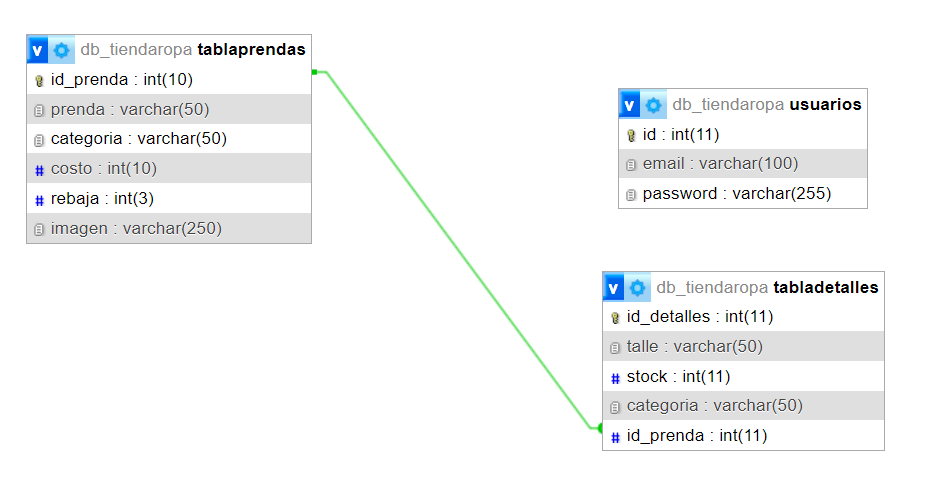 db_tiendaropa tablaprendas
id_prenda : int(10)
prenda : varchar(50)
categoria : varchar(50)
# costo : int(10)
# rebaja : int(3)
imagen : varchar(250)
db_tiendaropa usuarios
id : int(11)
email : varchar(100)
password : varchar(255)
db_tiendaropa tabladetalles
id_detalles : int(11)
talle : varchar(50)
# stock : int(11)
categoria : varchar(50)
# id_prenda : int(11)